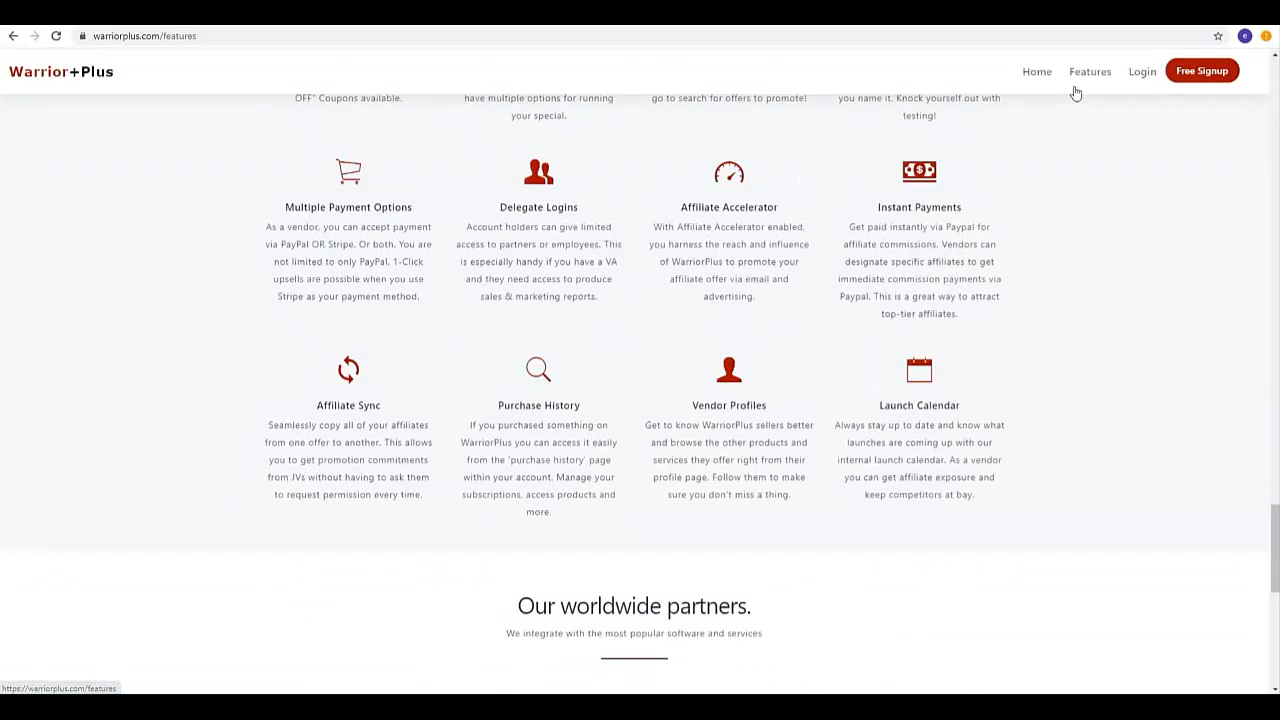 warriorplus.com/features
e
Warrior+Plus
Home
Features
Login
Free Signup
OFF" Coupons available.
have multiple options for running
your special.
go to search for offers to promote!
you name it. Knock yourself out with
testing!
Multiple Payment Options
As a vendor, you can accept payment
via PayPal OR Stripe. Or both. You are
not limited to only PayPal. 1-Click
upsells are possible when you use
Stripe as your payment method.
Delegate Logins
Account holders can give limited
access to partners or employees. This
is especially handy if you have a VA
and they need access to produce
sales & marketing reports.
Affiliate Accelerator
With Affiliate Accelerator enabled,
you harness the reach and influence
of WarriorPlus to promote your
affiliate offer via email and
advertising.
Instant Payments
Get paid instantly via Paypal for
affiliate commissions. Vendors can
designate specific affiliates to get
immediate commission payments via
Paypal. This is a great way to attract
top-tier affiliates.
Affiliate Sync
Seamlessly copy all of your affiliates
from one offer to another. This allows
you to get promotion commitments
from JVs without having to ask them
to request permission every time.
Purchase History
If you purchased something on
WarriorPlus you can access it easily
from the 'purchase history' page
within your account. Manage your
subscriptions, access products and
more.
Vendor Profiles
Get to know WarriorPlus sellers better
and browse the other products and
services they offer right from their
profile page. Follow them to make
sure you don't miss a thing.
Launch Calendar
Always stay up to date and know what
launches are coming up with our
internal launch calendar. As a vendor
you can get affiliate exposure and
keep competitors at bay.
Our worldwide partners.
We integrate with the most popular software and services
https://warriorplus.com/features